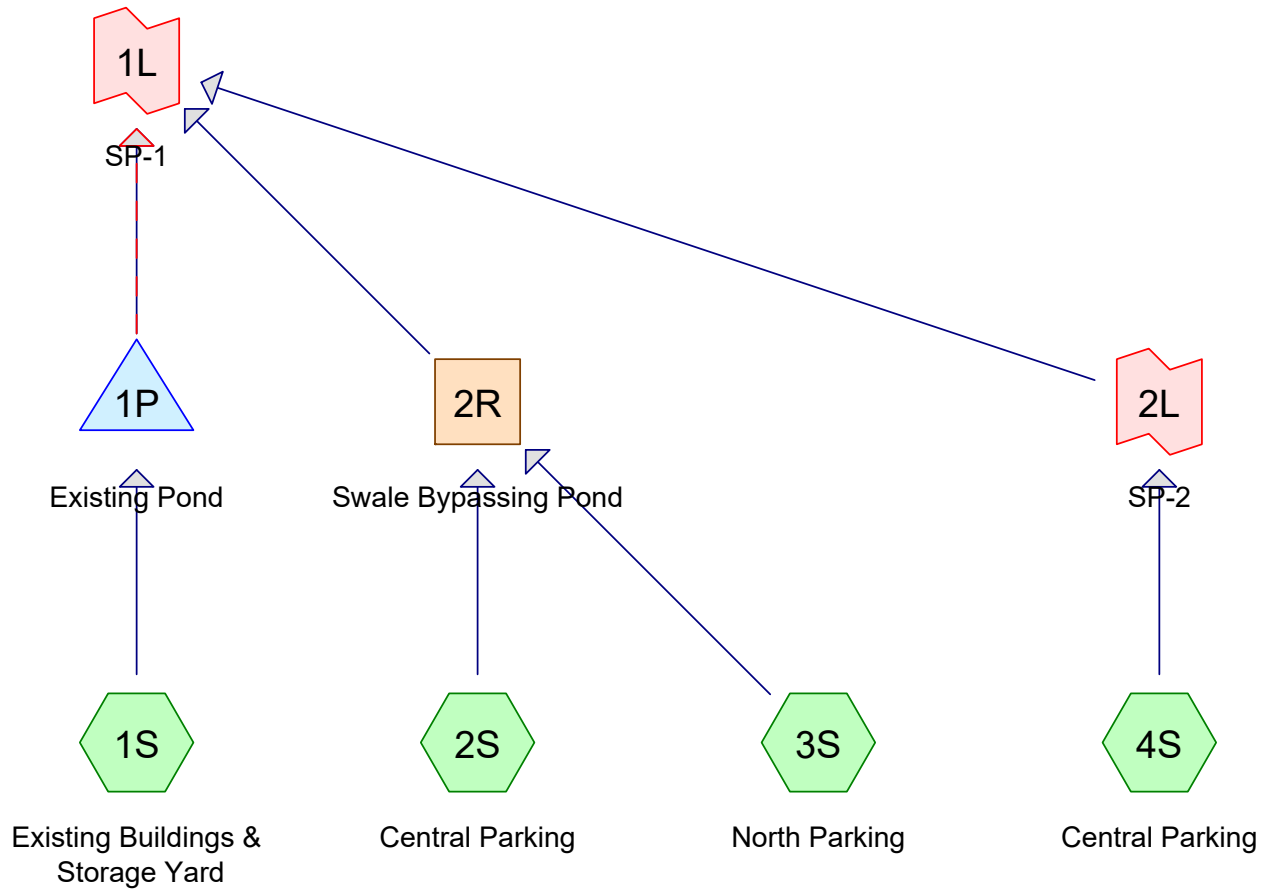 1L
SP-1
1P
2R
2L
Existing Pond
Swale Bypassing Pond
SP-2
1S
2S
3S
4S
Existing Buildings &
Storage Yard
Central Parking
North Parking
Central Parking